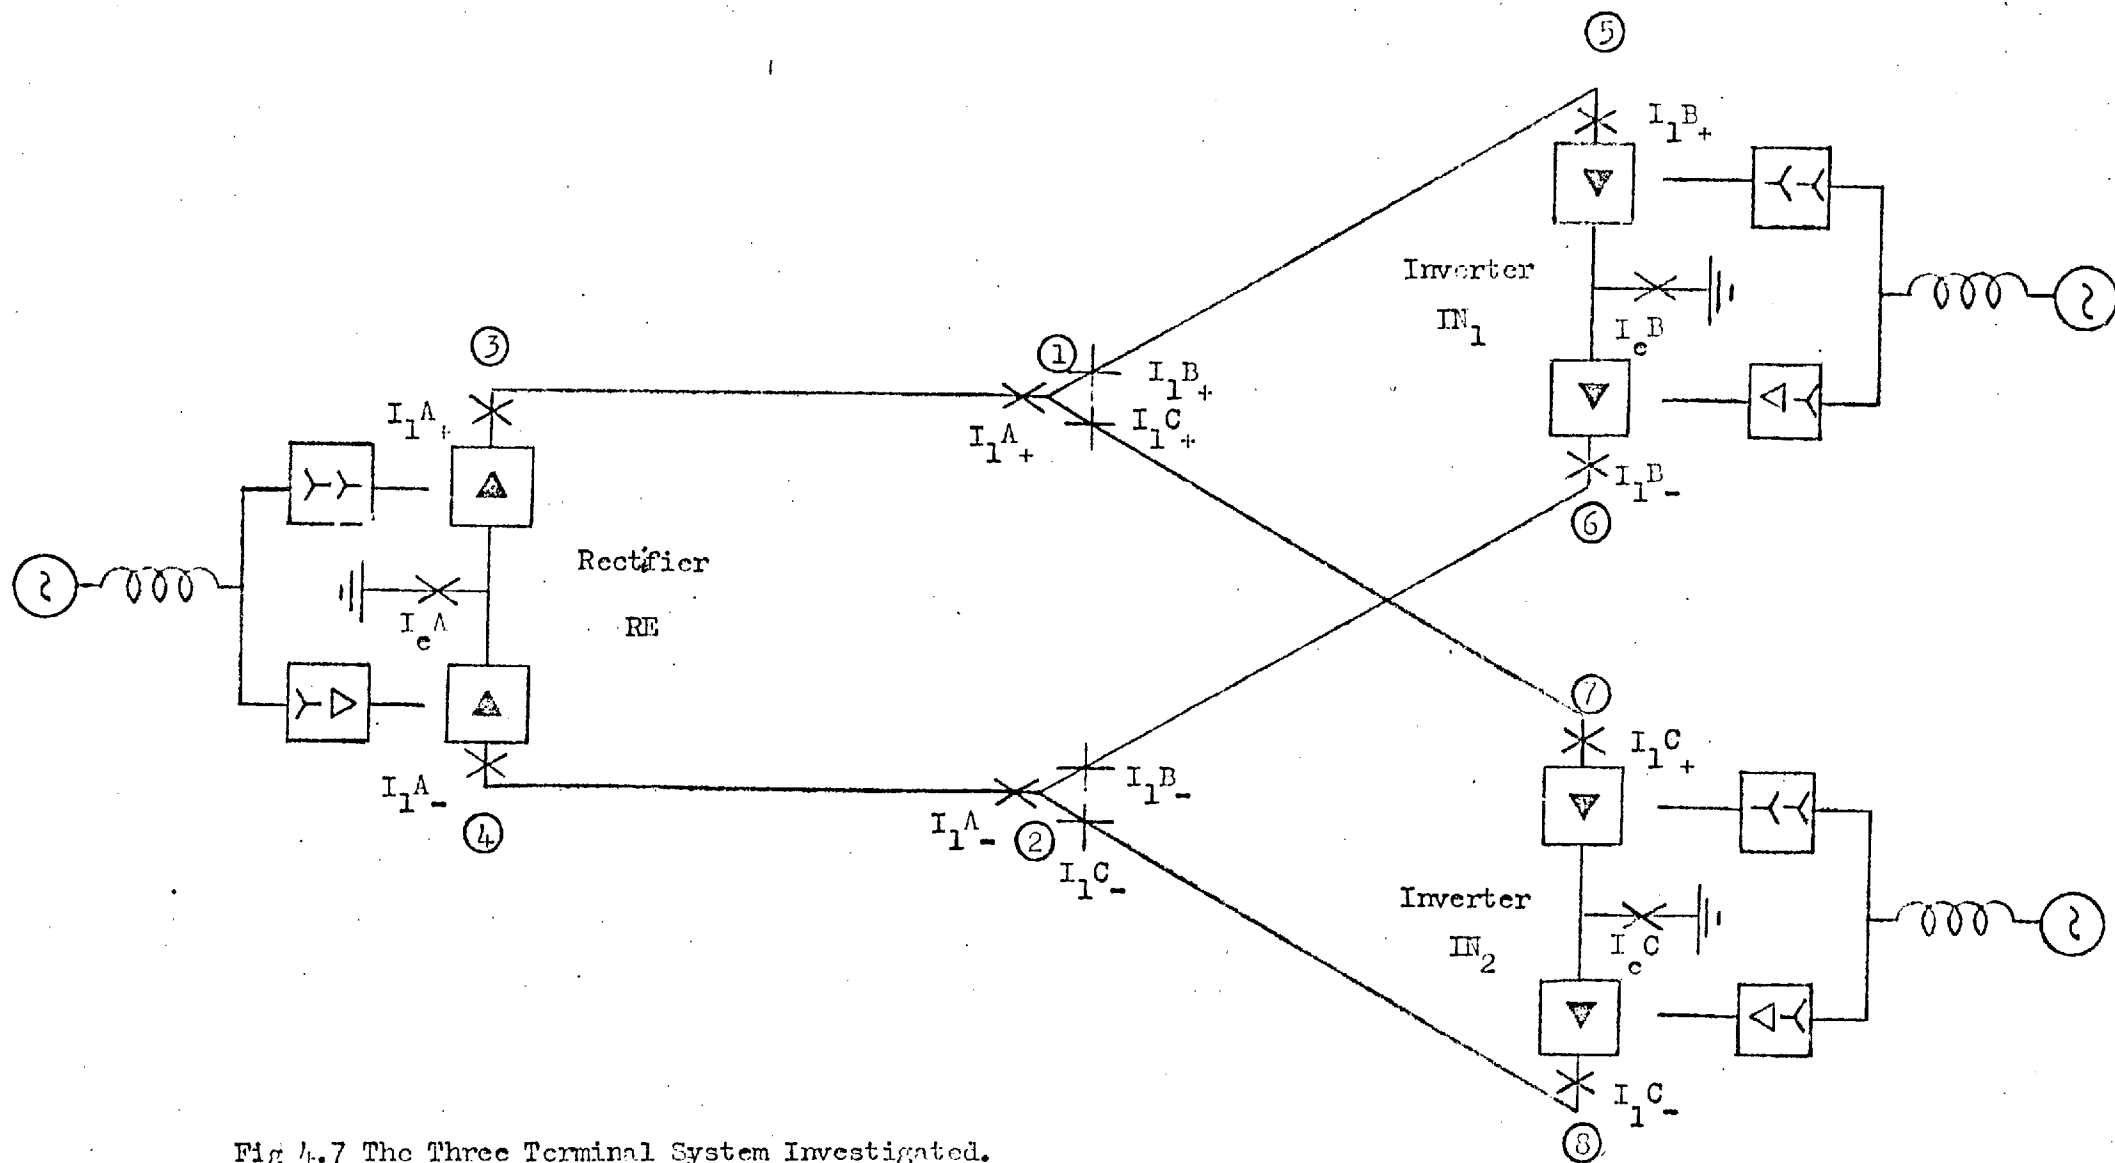 ⑤
I₁B₊
Inverter
IN₁
IₑB
③
①
I₁B₊
I₁A₊
I₁C₊
I₁A₊
I₁B₋
⑥
Rectifier
RE
IₑA
⑦
I₁C₊
I₁A₋
④
I₁B₋
I₁A₋
②
I₁C₋
Inverter
IN₂
IₑC
I₁C₋
⑧
Fig 4.7 The Three Terminal System Investigated.